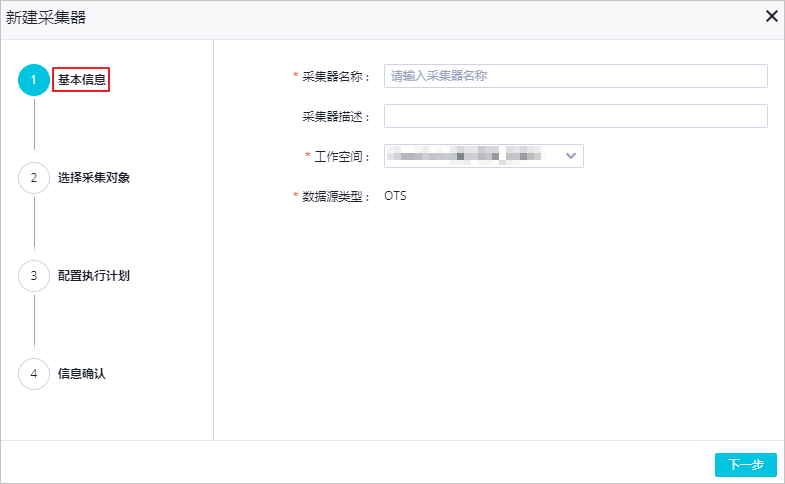 新建采集器
1 基本信息
2 选择采集对象
3 配置执行计划
4 信息确认
* 采集器名称： 请输入采集器名称
采集器描述：
* 工作空间：
* 数据源类型： OTS
下一步